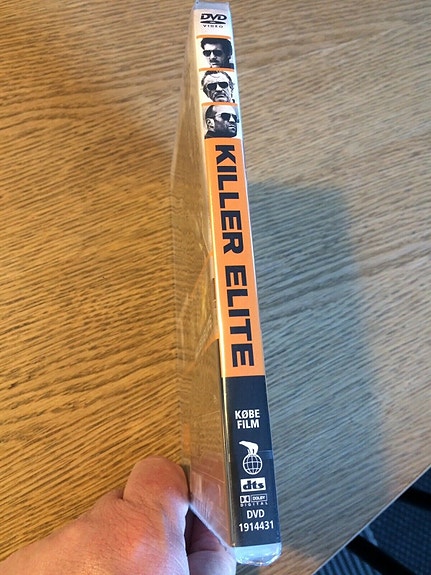 DVD
VIDEO
KILLER ELITE
KØBE
FILM
dts
DOLBY
DIGITAL
DVD
1914431